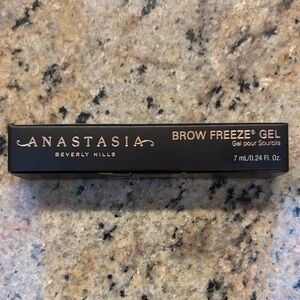 ANASTASIA
BEVERLY HILLS
BROW FREEZE® GEL
Gel pour Sourcils
7 mL/0.24 Fl. Oz.